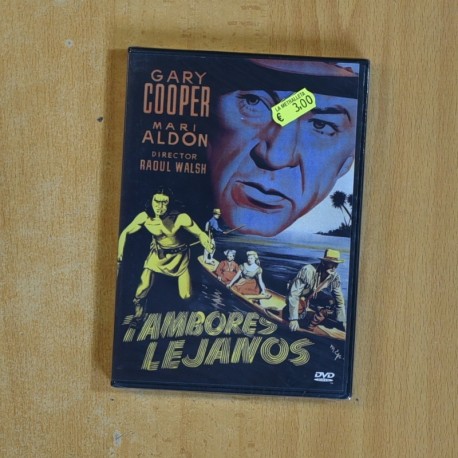 GARY
COOPER
MARI
ALDON
DIRECTOR
RAOUL WALSH
LA METRALLETA
€ 3,00
TAMBORES
LEJANOS
DVD